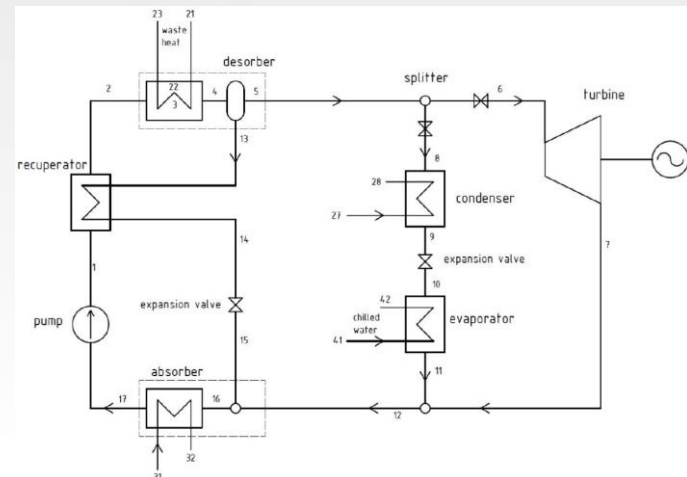 23 21
waste
heat
desorber
2 22 4 5
3
splitter
6
turbine
13
recuperator
8
28
condenser
27
9
14
7
1
expansion valve
10
expansion valve
42
chilled
water
evaporator
pump
41
15
11
absorber
17 16
12
32
31